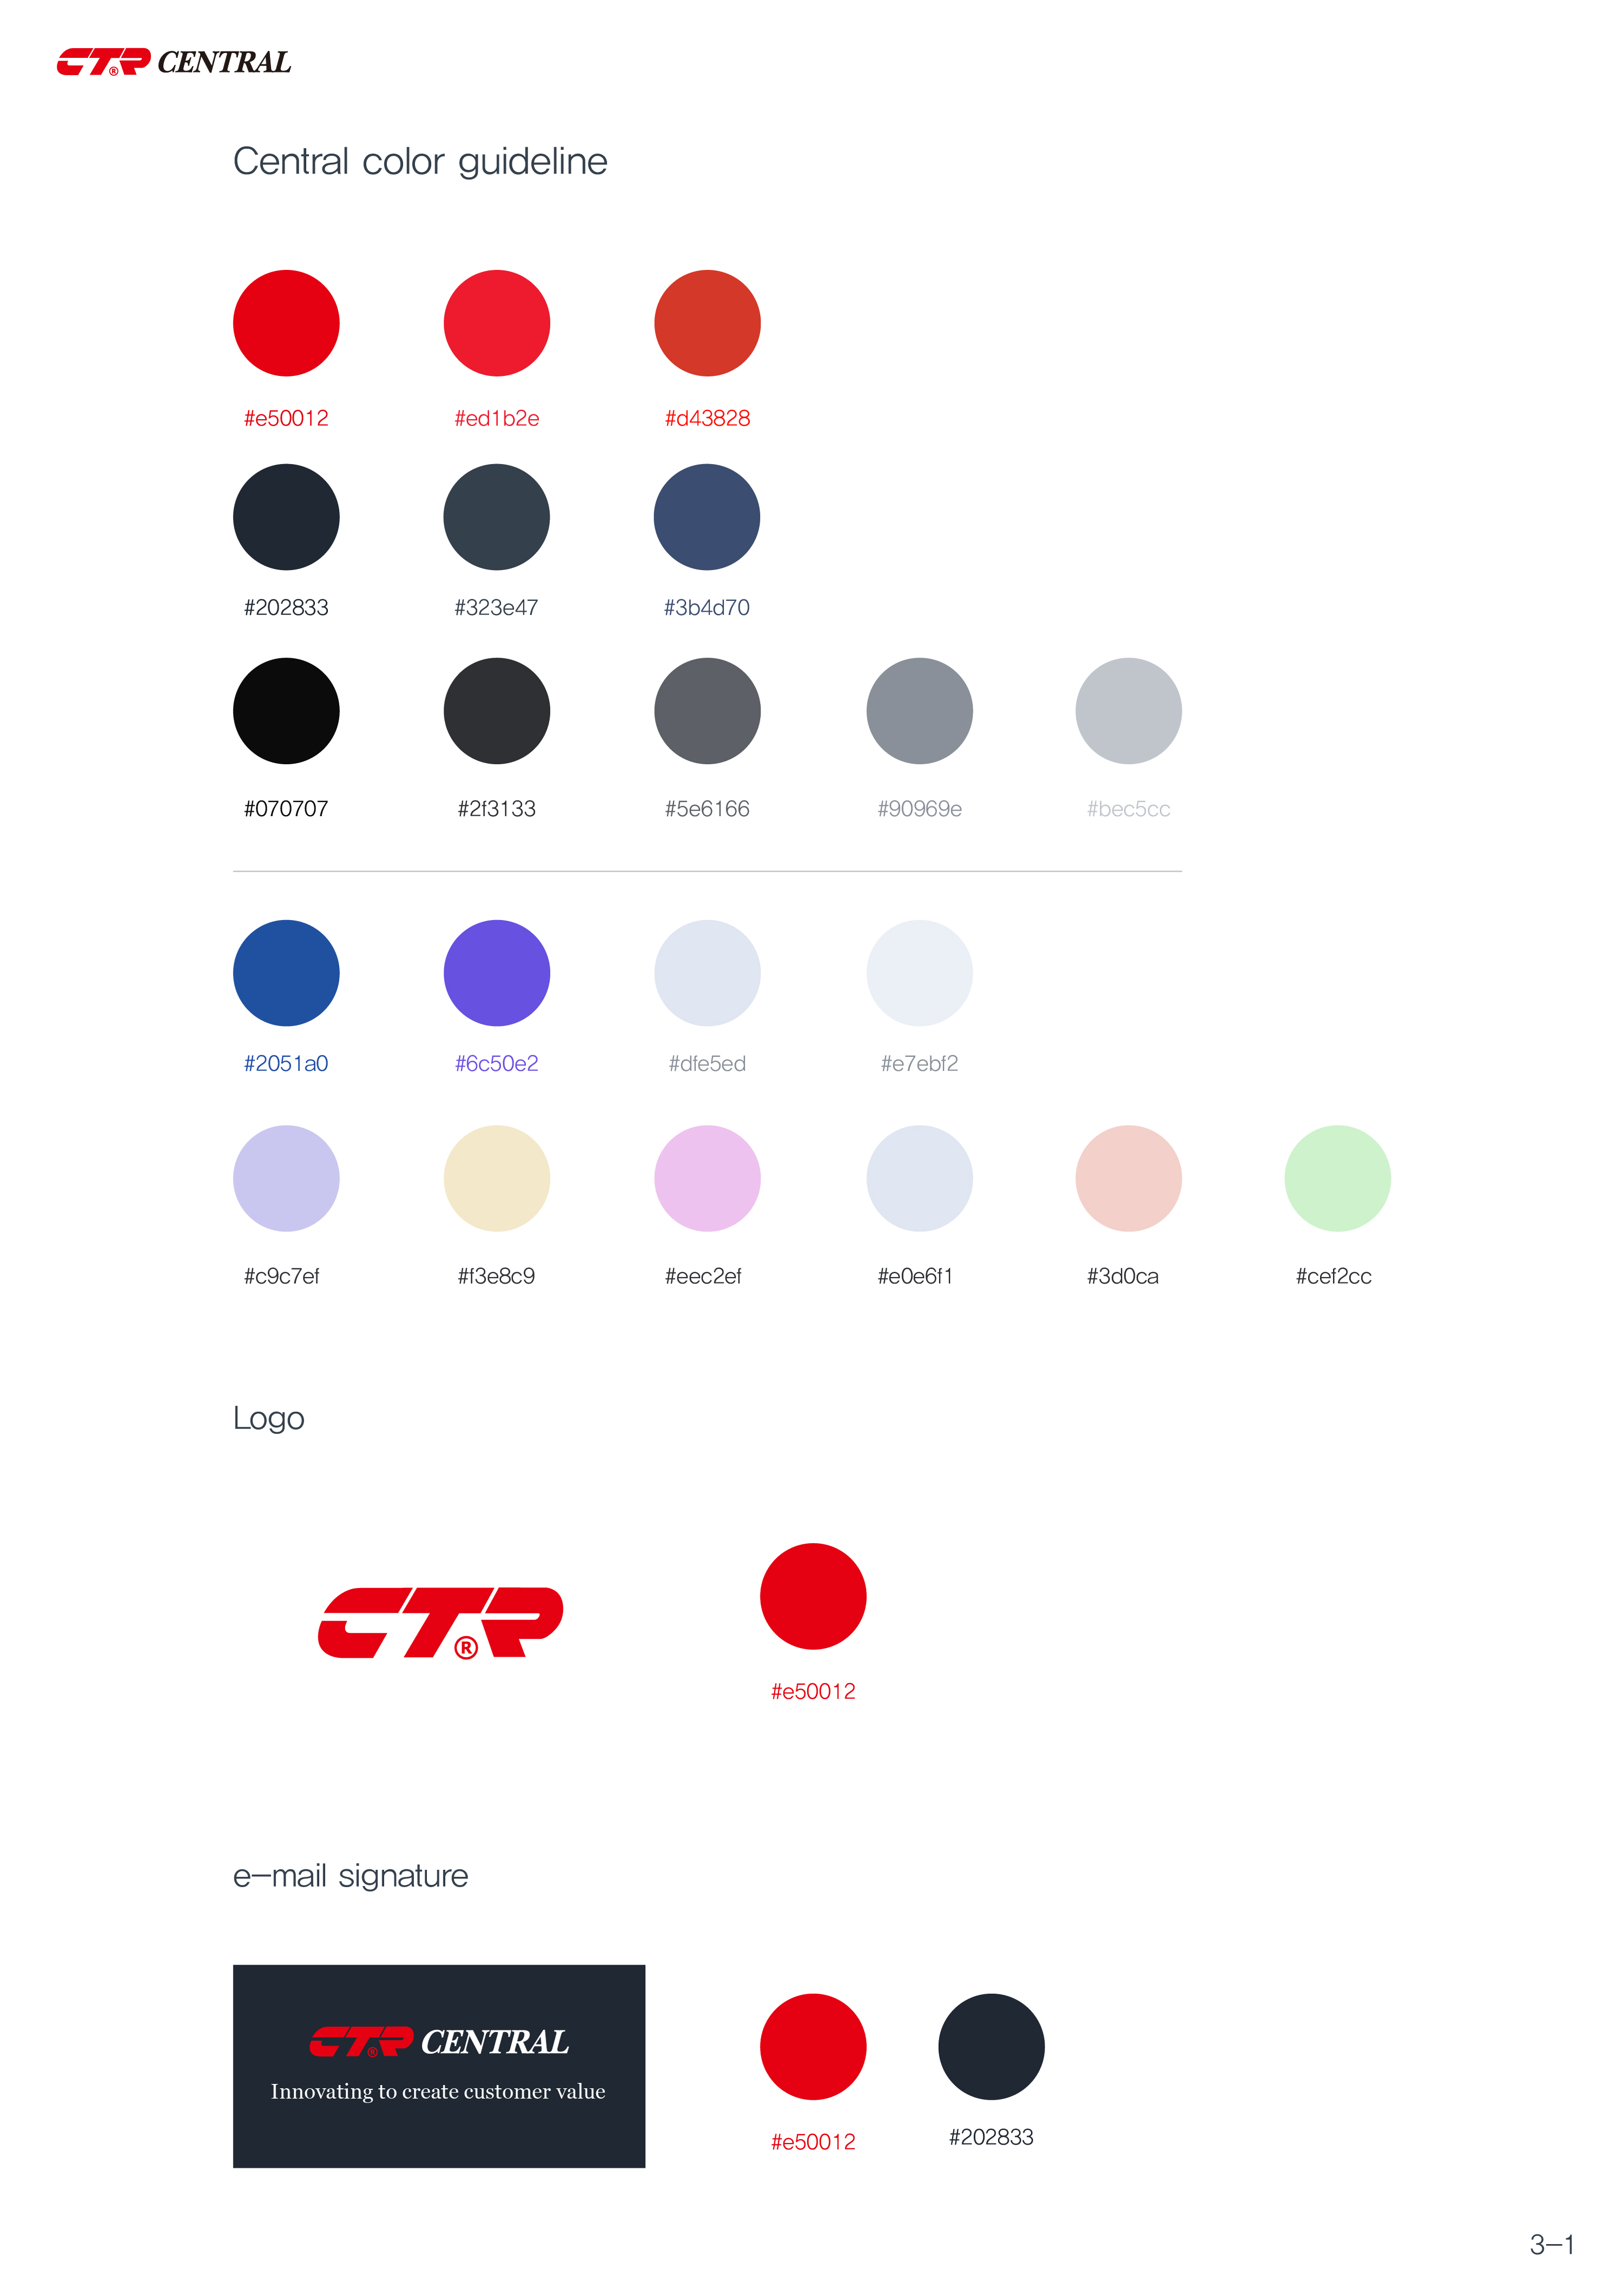 CTR® CENTRAL
Central color guideline
#e50012 #ed1b2e #d43828
#202833 #323e47 #3b4d70
#070707 #2f3133 #5e6166 #90969e #bec5cc
#2051a0 #6c50e2 #dfe5ed #e7ebf2
#c9c7ef #f3e8c9 #eec2ef #e0e6f1 #3d0ca #cef2cc
Logo
CTR®
#e50012
e-mail signature
CTR® CENTRAL
Innovating to create customer value
#e50012 #202833
3-1